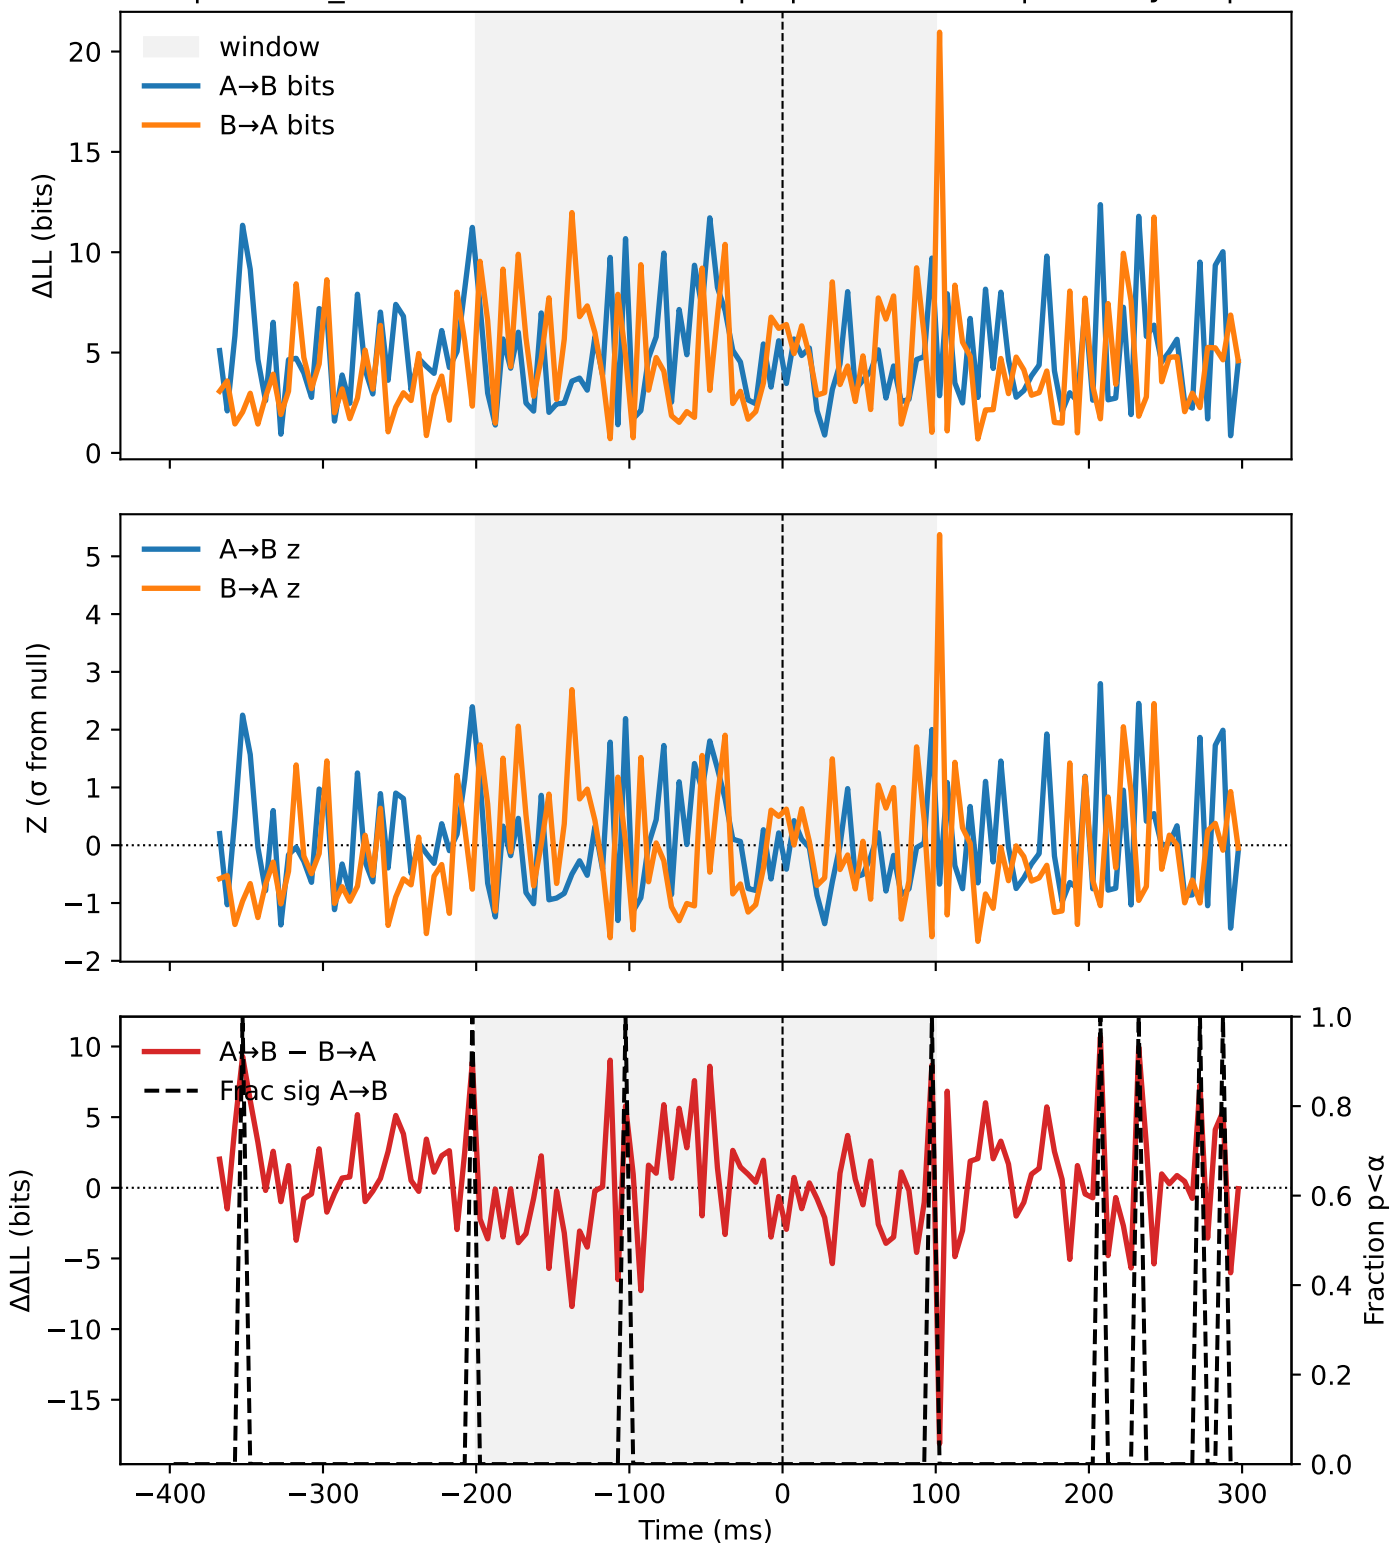 window
A→B bits
B→A bits
ΔLL (bits)
20
15
10
5
0
A→B z
B→A z
Z (σ from null)
5
4
3
2
1
0
−1
−2
A→B − B→A
Frac sig A→B
ΔΔLL (bits)
10
5
0
−5
−10
−15
1.0
0.8
0.6
0.4
0.2
0.0
Fraction p<α
−400
−300
−200
−100
0
100
200
300
Time (ms)